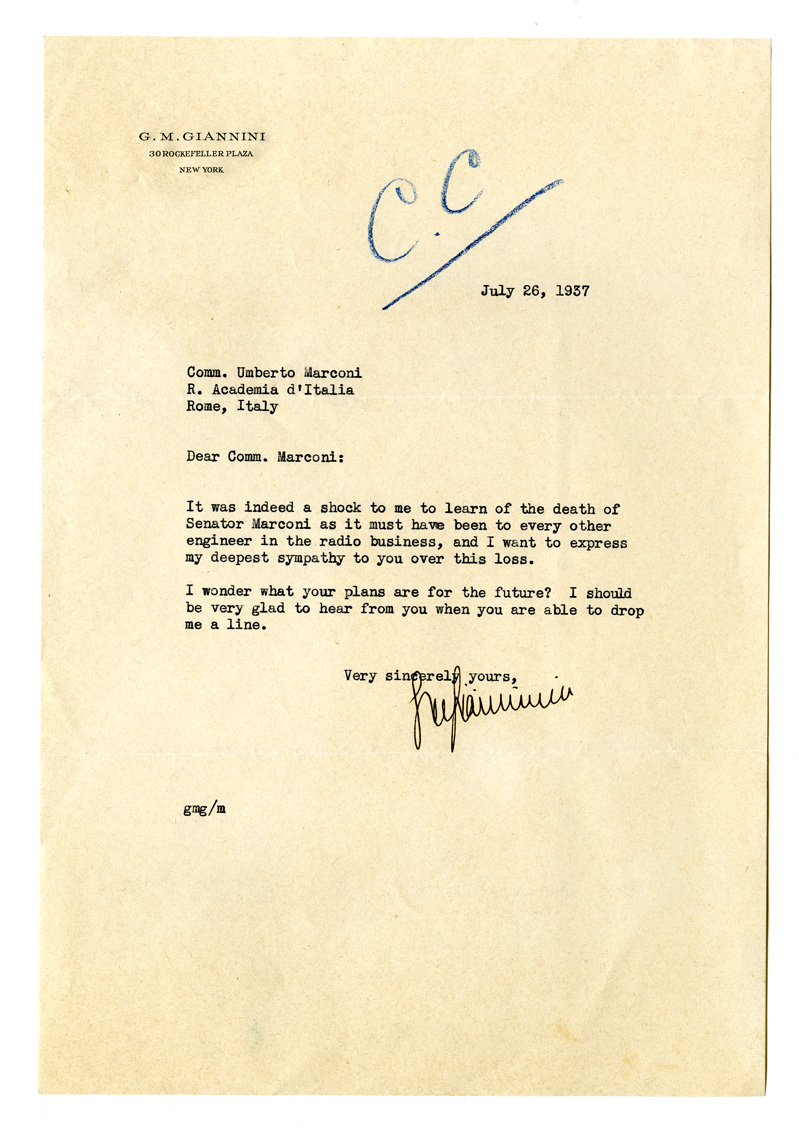 G. M. GIANNINI
30 ROCKEFELLER PLAZA
NEW YORK
C.C
July 26, 1937
Comm. Umberto Marconi
R. Academia d'Italia
Rome, Italy
Dear Comm. Marconi:
It was indeed a shock to me to learn of the death of
Senator Marconi as it must have been to every other
engineer in the radio business, and I want to express
my deepest sympathy to you over this loss.
I wonder what your plans are for the future?  I should
be very glad to hear from you when you are able to drop
me a line.
Very sincerely yours,
GMGiannini
gmg/m